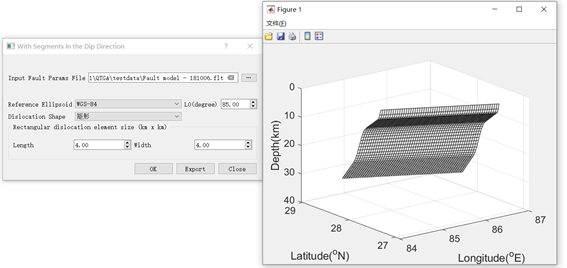 With Segments In the Dip Direction
Input Fault Params File l\QTGA\testdata\Fault model - 181006.flt ...
Reference Ellipsoid WGS-84 L0(degree) 85.00
Dislocation Shape 矩形
Rectangular dislocation element size (km x km)
Length 4.00 Width 4.00
OK Export Close
Figure 1
文件(F)
0
10
20
30
40
Depth(km)
29
28
27
Latitude(°N)
84
85
86
87
Longitude(°E)